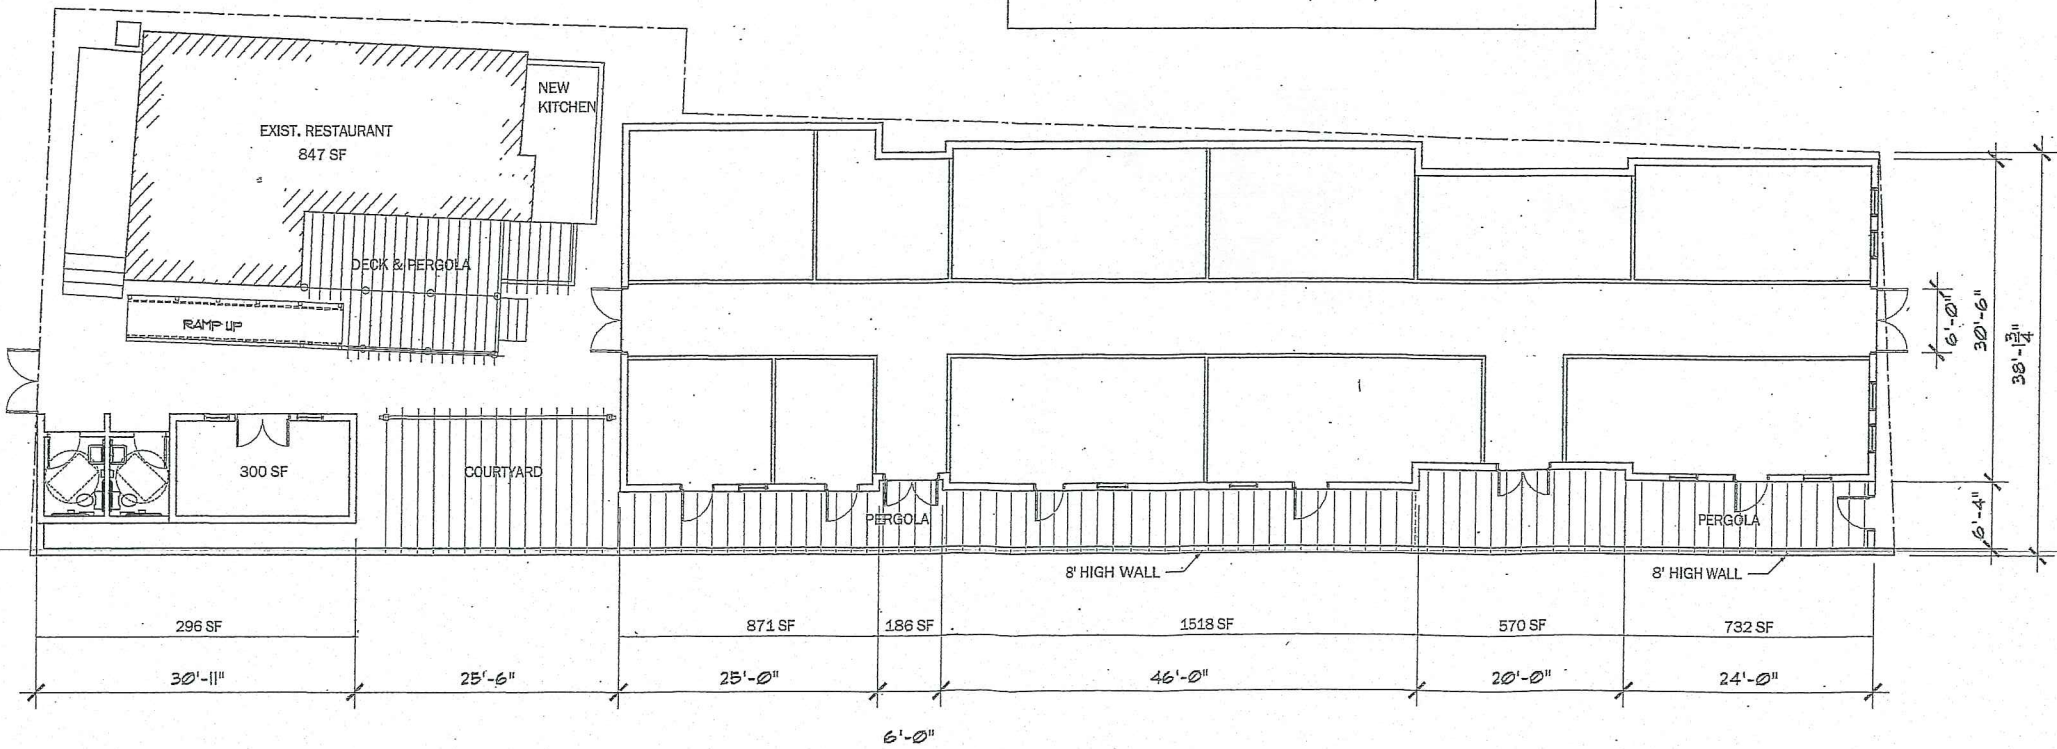 NEW
KITCHEN
EXIST. RESTAURANT
847 SF
DECK & PERGOLA
RAMP UP
6'-0"
30'-6"
38'-1 3/4"
300 SF
COURTYARD
PERGOLA
PERGOLA
6'-4"
8' HIGH WALL
8' HIGH WALL
296 SF
871 SF
186 SF
1518 SF
570 SF
732 SF
30'-11"
25'-6"
25'-0"
46'-0"
20'-0"
24'-0"
6'-0"